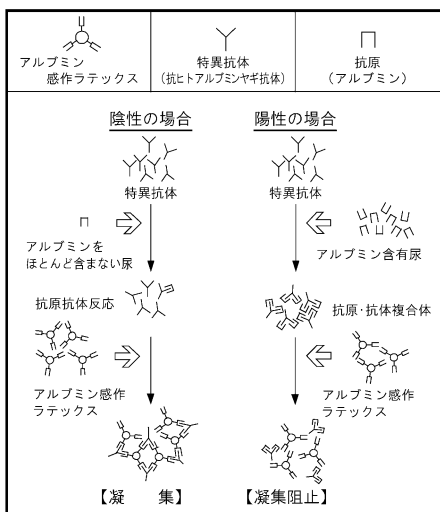 アルブミン
感作ラテックス
特異抗体
(抗ヒトアルブミンヤギ抗体)
抗原
(アルブミン)
陰性の場合
特異抗体
アルブミンを
ほとんど含まない尿
抗原抗体反応
アルブミン感作
ラテックス
【凝　集】
陽性の場合
特異抗体
アルブミン含有尿
抗原・抗体複合体
アルブミン感作
ラテックス
【凝集阻止】